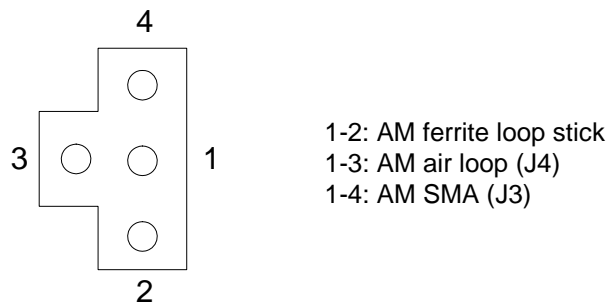 4
3
1
2
1-2: AM ferrite loop stick
1-3: AM air loop (J4)
1-4: AM SMA (J3)